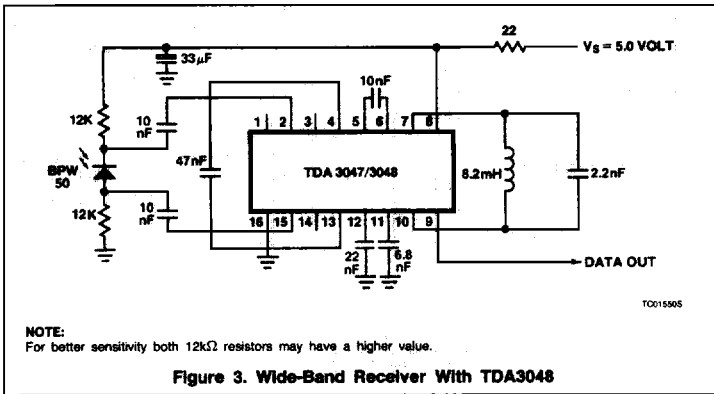 22
VS = 5.0 VOLT
33μF
10nF
12K
10
nF
1 2 3 4 5 6 7 8
BPW
50
47nF
TDA 3047/3048
8.2mH
2.2nF
12K
10
nF
16 15 14 13 12 11 10 9
22
nF
6.8
nF
DATA OUT
TC01550S
NOTE:
For better sensitivity both 12kΩ resistors may have a higher value.
Figure 3. Wide-Band Receiver With TDA3048